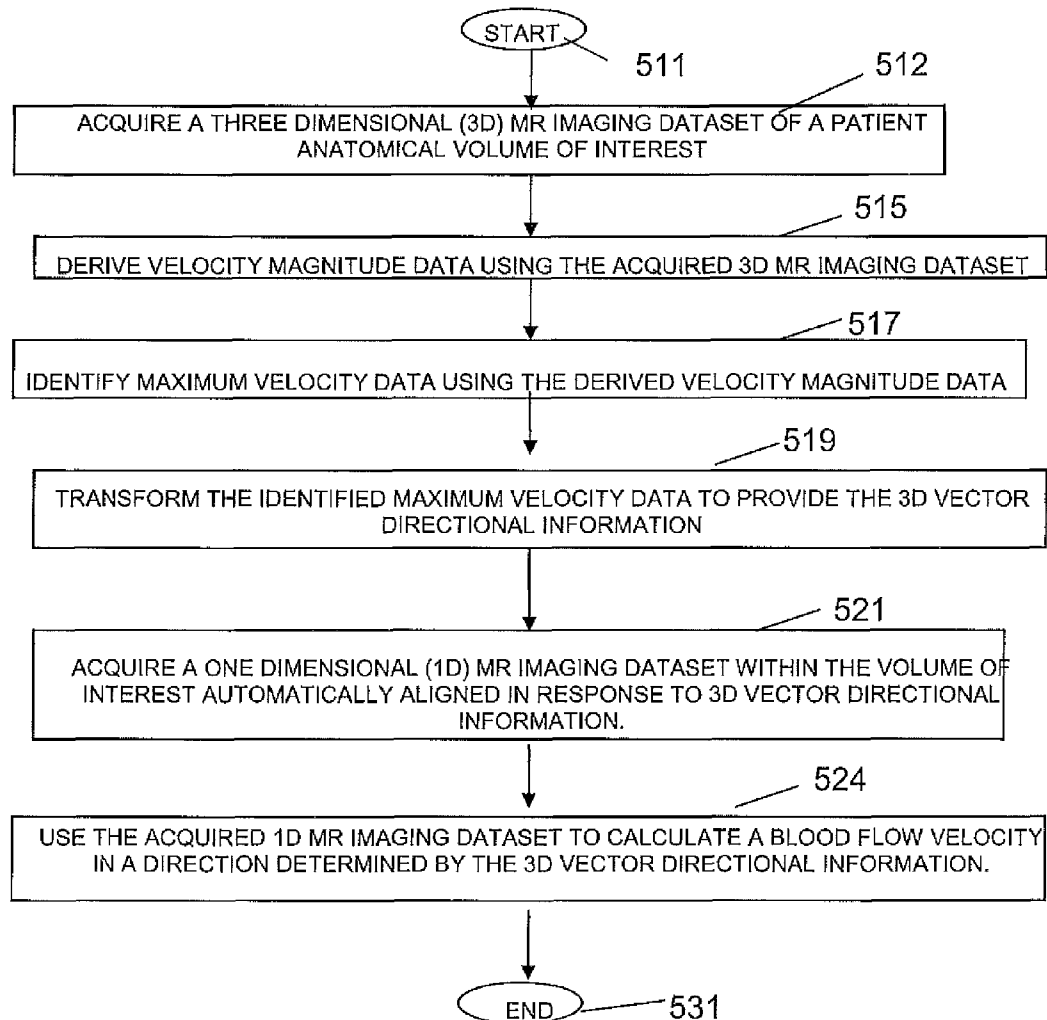 START
511
512
ACQUIRE A THREE DIMENSIONAL (3D) MR IMAGING DATASET OF A PATIENT
ANATOMICAL VOLUME OF INTEREST
515
DERIVE VELOCITY MAGNITUDE DATA USING THE ACQUIRED 3D MR IMAGING DATASET
517
IDENTIFY MAXIMUM VELOCITY DATA USING THE DERIVED VELOCITY MAGNITUDE DATA
519
TRANSFORM THE IDENTIFIED MAXIMUM VELOCITY DATA TO PROVIDE THE 3D VECTOR
DIRECTIONAL INFORMATION
521
ACQUIRE A ONE DIMENSIONAL (1D) MR IMAGING DATASET WITHIN THE VOLUME OF
INTEREST AUTOMATICALLY ALIGNED IN RESPONSE TO 3D VECTOR DIRECTIONAL
INFORMATION.
524
USE THE ACQUIRED 1D MR IMAGING DATASET TO CALCULATE A BLOOD FLOW VELOCITY
IN A DIRECTION DETERMINED BY THE 3D VECTOR DIRECTIONAL INFORMATION.
END
531